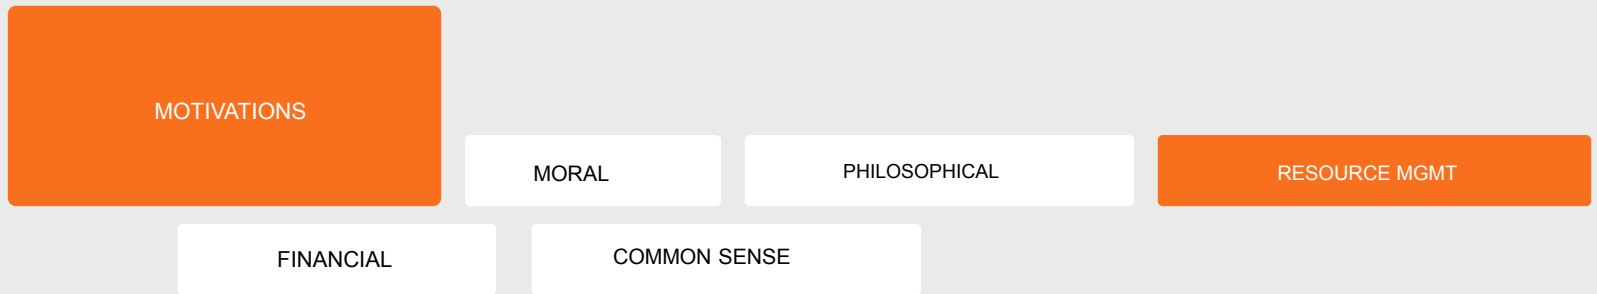 MOTIVATIONS
MORAL
PHILOSOPHICAL
RESOURCE MGMT
FINANCIAL
COMMON SENSE